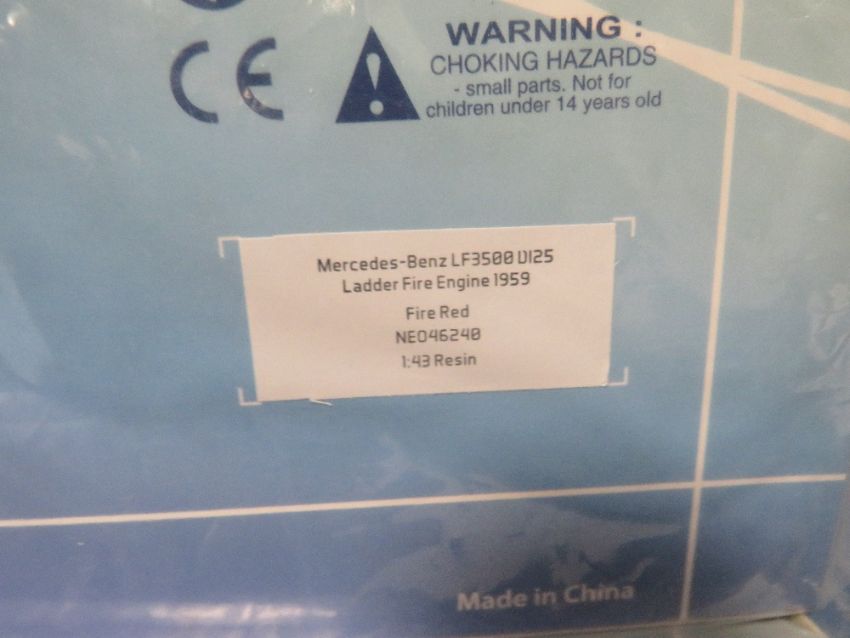 WARNING :
CHOKING HAZARDS
- small parts. Not for
children under 14 years old
CE
Mercedes-Benz LF3500 DI25
Ladder Fire Engine 1959
Fire Red
NEO46240
1:43 Resin
Made in China